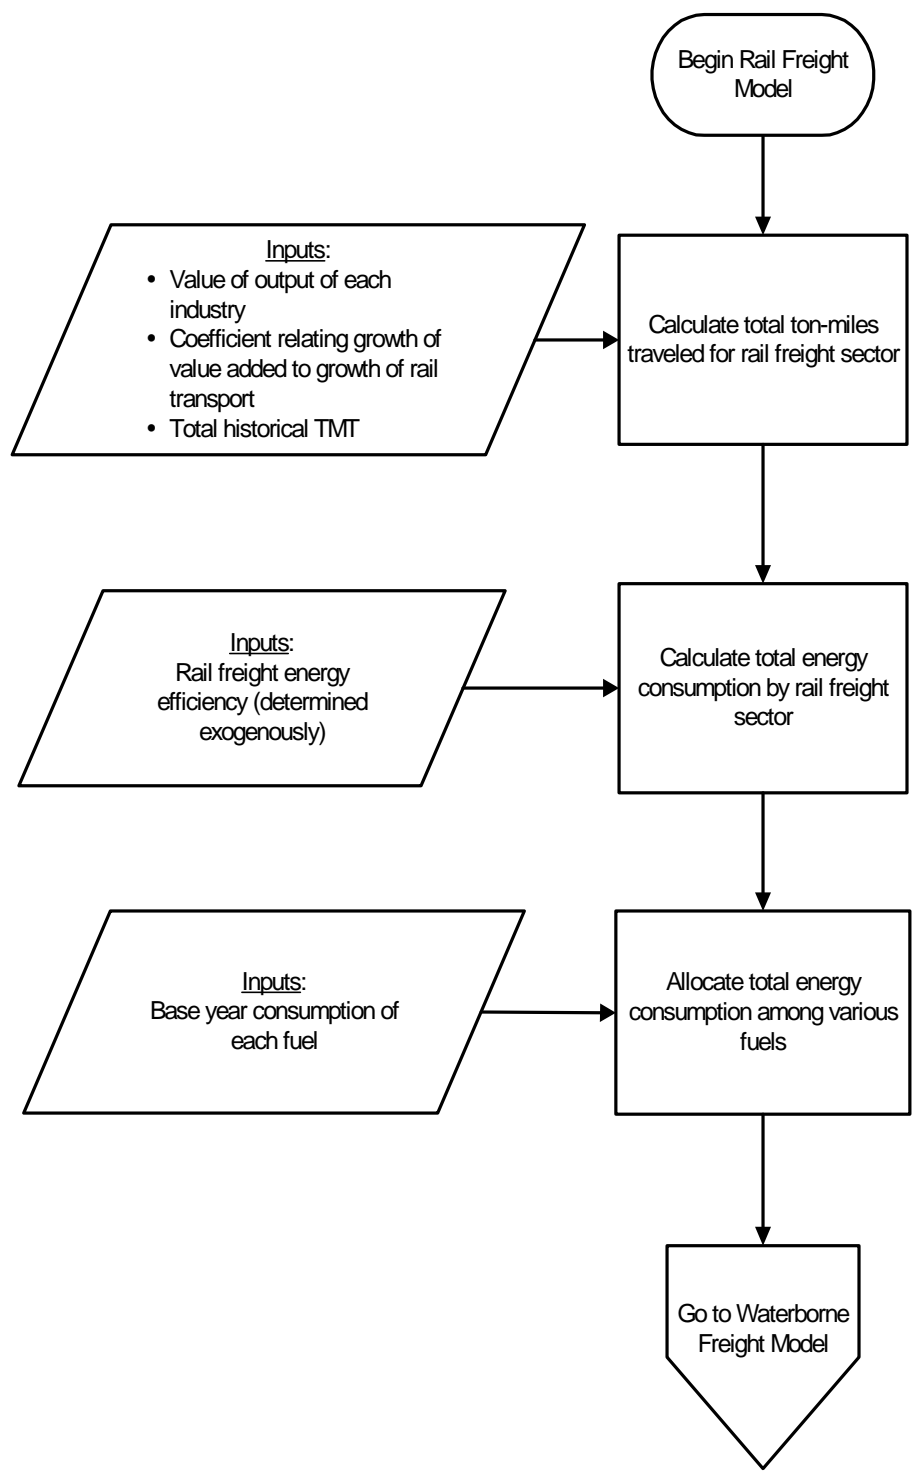 Begin Rail Freight
Model
Inputs:
• Value of output of each
industry
• Coefficient relating growth of
value added to growth of rail
transport
• Total historical TMT
Calculate total ton-miles
traveled for rail freight sector
Inputs:
Rail freight energy
efficiency (determined
exogenously)
Calculate total energy
consumption by rail freight
sector
Inputs:
Base year consumption of
each fuel
Allocate total energy
consumption among various
fuels
Go to Waterborne
Freight Model